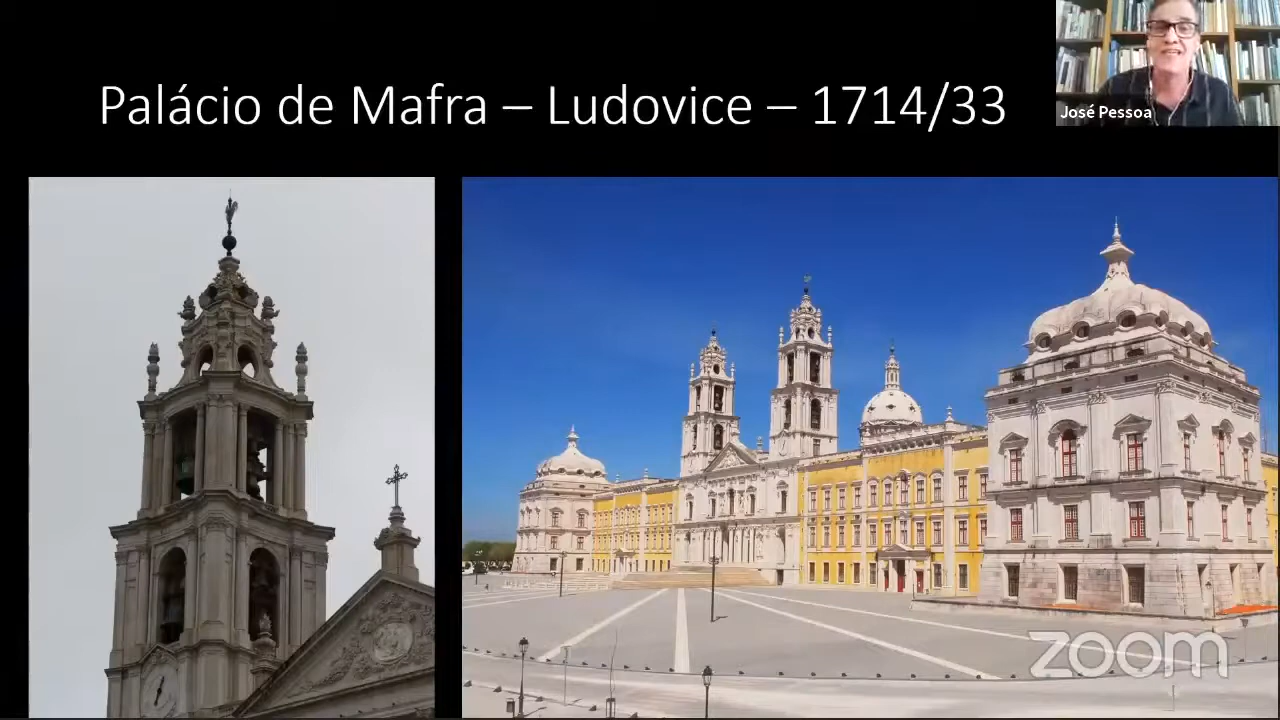 Palácio de Mafra – Ludovice – 1714/33
José Pessoa
zoom